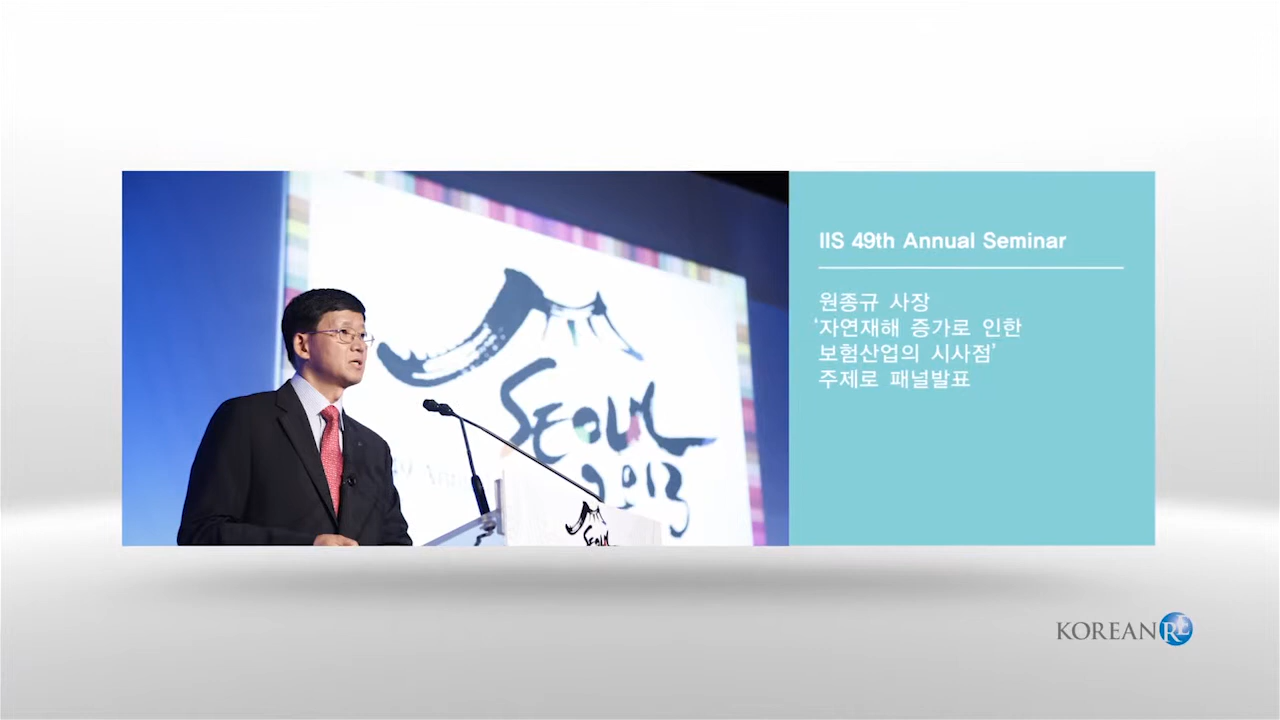 IIS 49th Annual Seminar
원종규 사장
‘자연재해 증가로 인한
보험산업의 시사점’
주제로 패널발표
SEOUL
2013
SEOUL
KOREAN RE